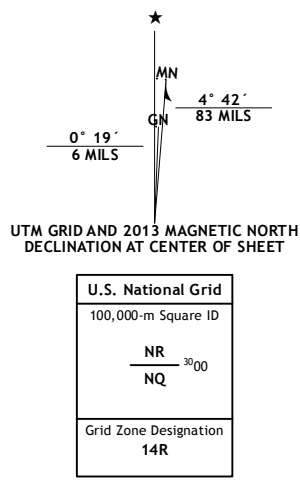 ★
MN
4° 42´
83 MILS
GN
0° 19´
6 MILS
UTM GRID AND 2013 MAGNETIC NORTH
DECLINATION AT CENTER OF SHEET
U.S. National Grid
100,000-m Square ID
NR
3000
NQ
Grid Zone Designation
14R